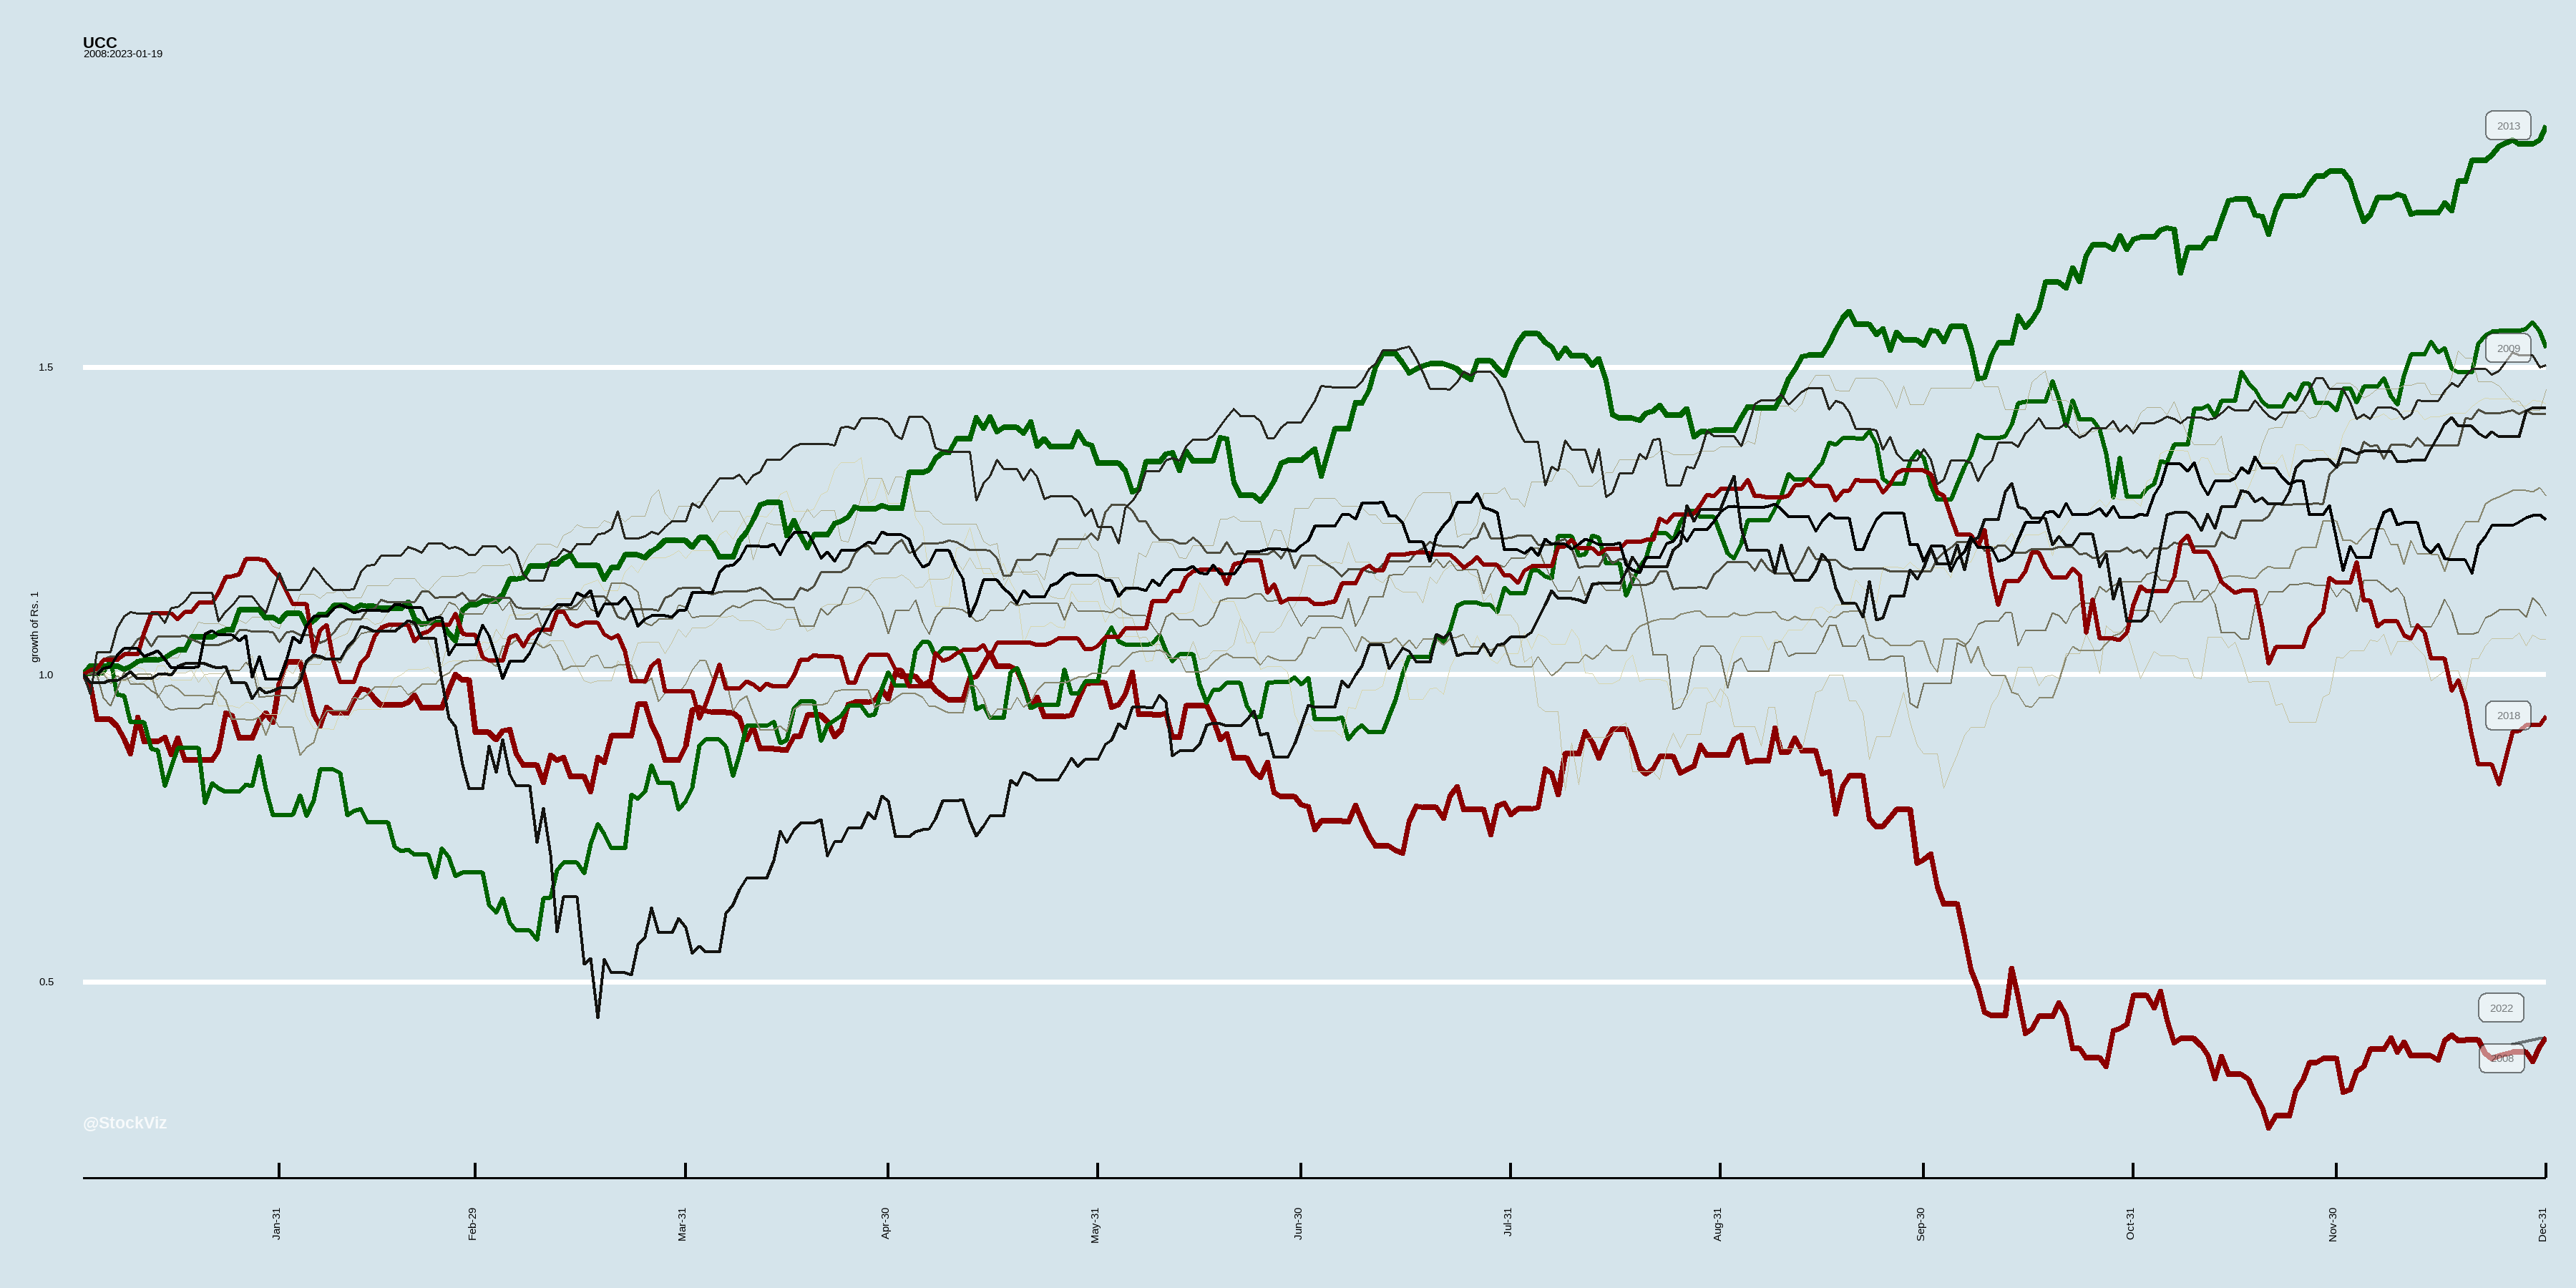 UCC
2008:2023-01-19
2013
2009
1.5
growth of Rs. 1
1.0
2018
0.5
2022
2008
@StockViz
Jan-31
Feb-29
Mar-31
Apr-30
May-31
Jun-30
Jul-31
Aug-31
Sep-30
Oct-31
Nov-30
Dec-31